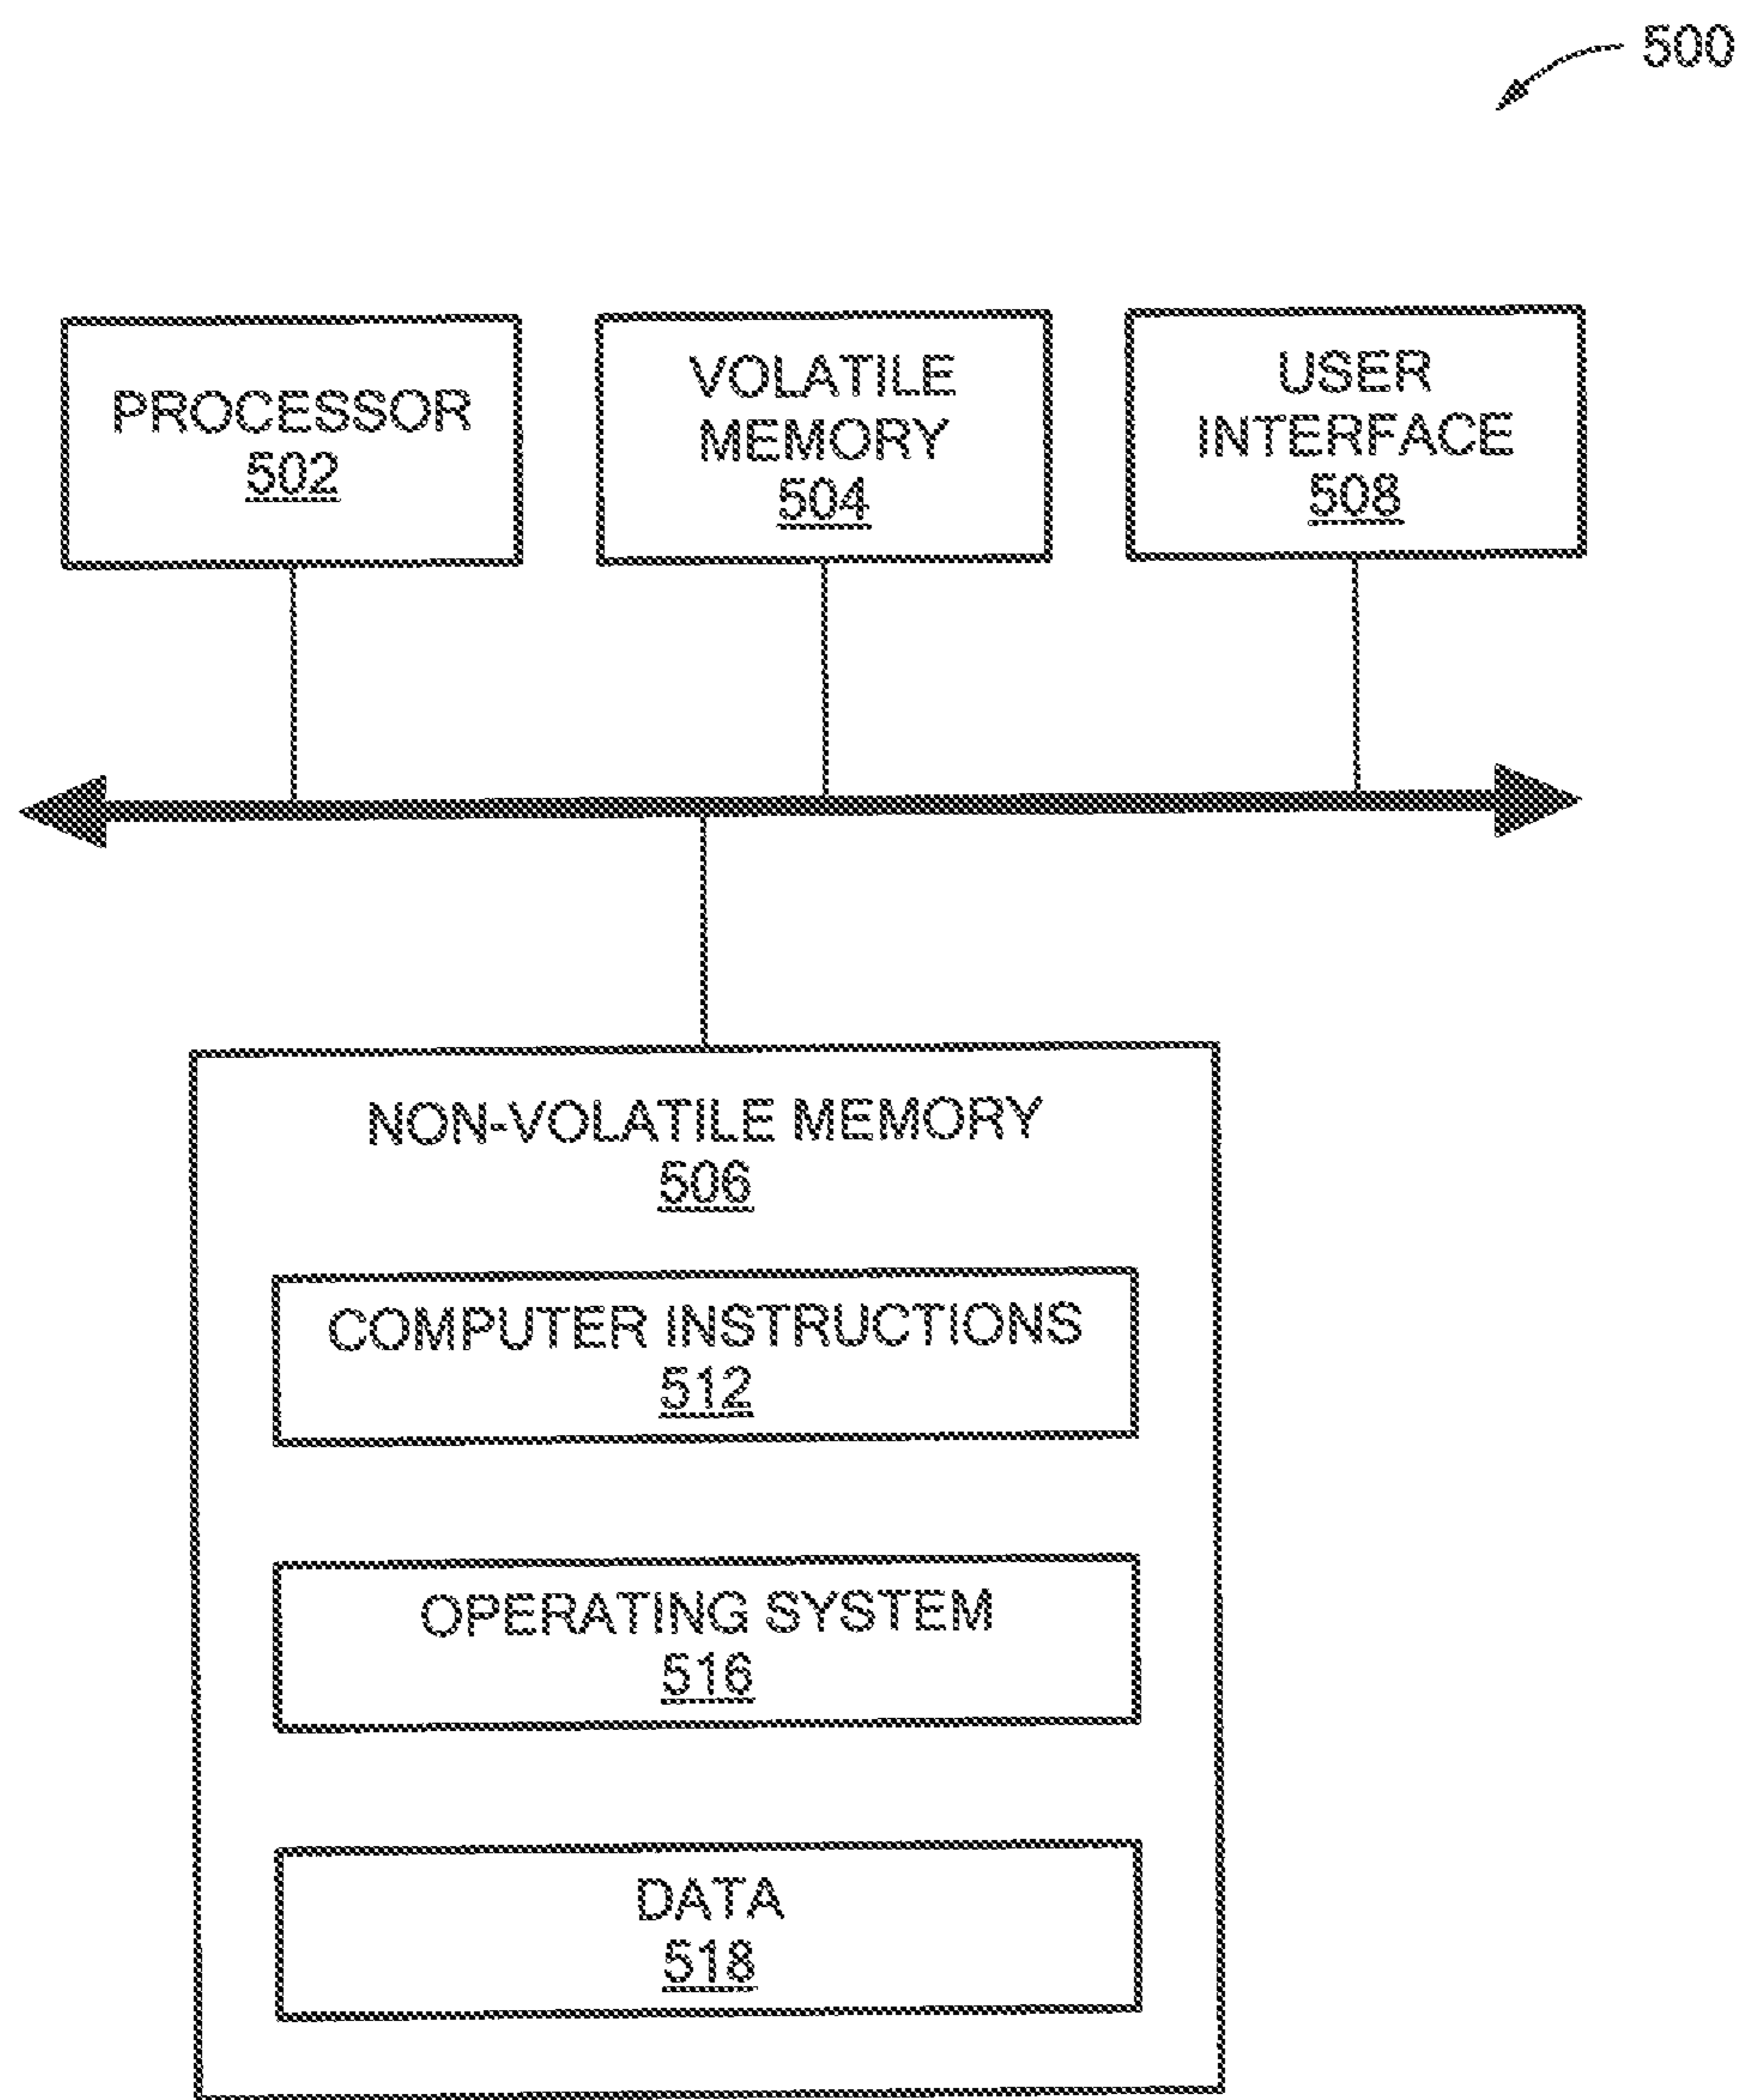 500
PROCESSOR
502
VOLATILE
MEMORY
504
USER
INTERFACE
508
NON-VOLATILE MEMORY
506
COMPUTER INSTRUCTIONS
512
OPERATING SYSTEM
516
DATA
518